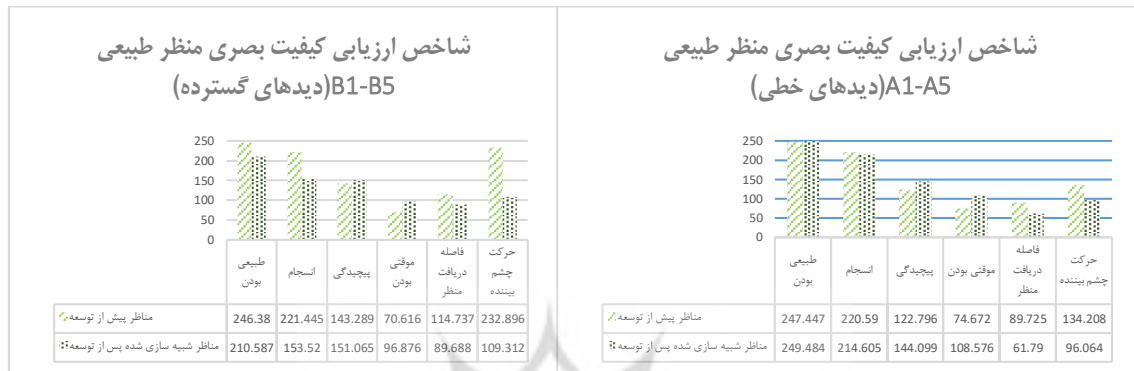 شاخص ارزیابی کیفیت بصری منظر طبیعی
A1-A5(دیدهای خطی)
250
200
150
100
50
0
طبیعی بودن
انسجام
پیچیدگی
موقتی بودن
فاصله دریافت منظر
حرکت چشم بیننده
مناظر پیش از توسعه
247.447 220.59 122.796 74.672 89.725 134.208
مناظر شبیه سازی شده پس از توسعه
249.484 214.605 144.099 108.576 61.79 96.064
شاخص ارزیابی کیفیت بصری منظر طبیعی
B1-B5(دیدهای گسترده)
250
200
150
100
50
0
طبیعی بودن
انسجام
پیچیدگی
موقتی بودن
فاصله دریافت منظر
حرکت چشم بیننده
مناظر پیش از توسعه
246.38 221.445 143.289 70.616 114.737 232.896
مناظر شبیه سازی شده پس از توسعه
210.587 153.52 151.065 96.876 89.688 109.312